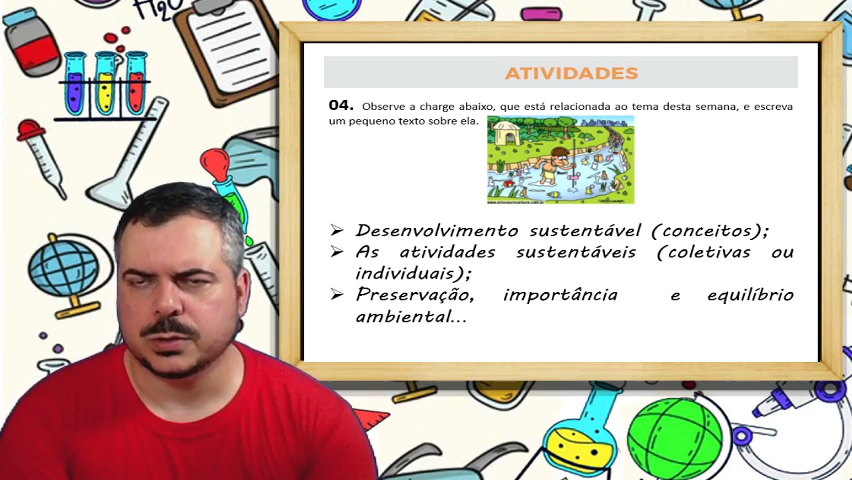 H₂O
ATIVIDADES
04. Observe a charge abaixo, que está relacionada ao tema desta semana, e escreva
um pequeno texto sobre ela.
➢ Desenvolvimento sustentável (conceitos);
➢ As atividades sustentáveis (coletivas ou
individuais);
➢ Preservação, importância e equilíbrio
ambiental...